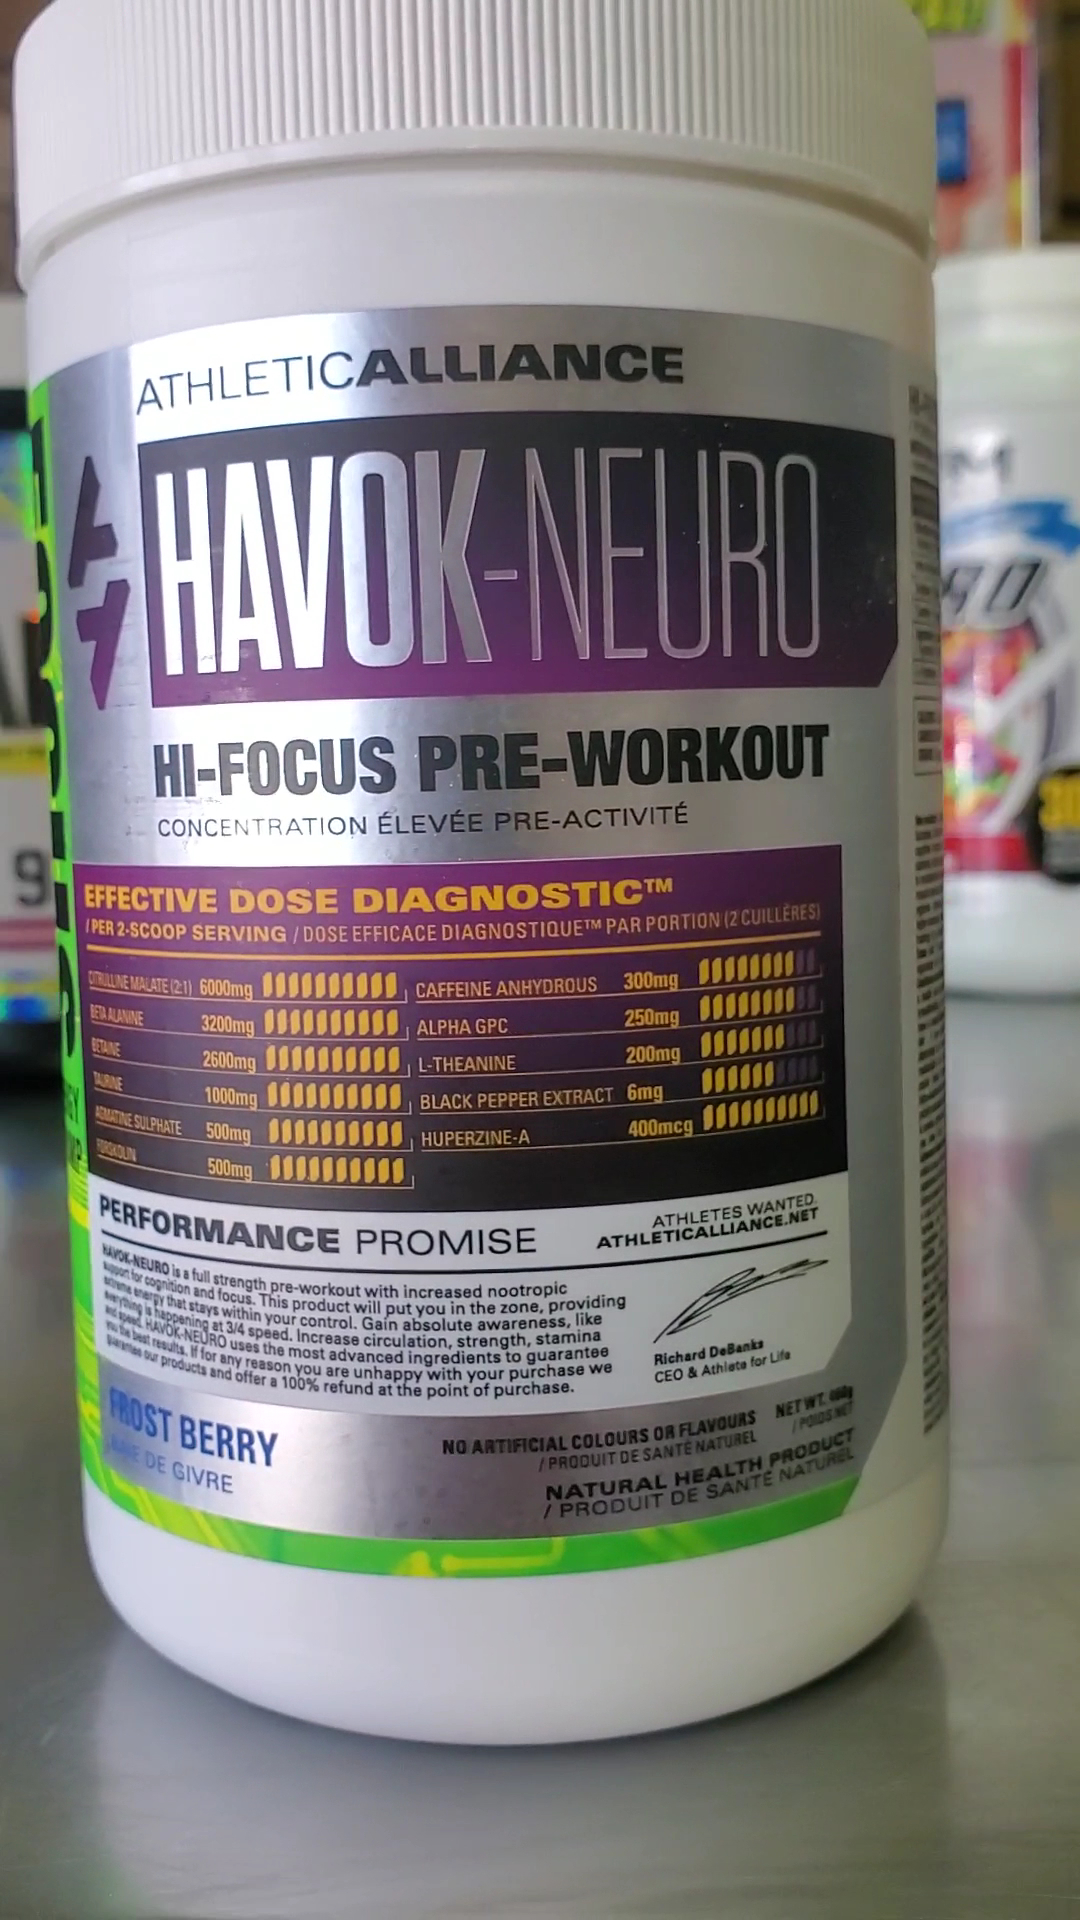 ATHLETICALLIANCE
HAVOK-NEURO
HI-FOCUS PRE-WORKOUT
CONCENTRATION ÉLEVÉE PRE-ACTIVITÉ
EFFECTIVE DOSE DIAGNOSTIC™
/ PER 2-SCOOP SERVING / DOSE EFFICACE DIAGNOSTIQUE™ PAR PORTION (2 CUILLÈRES)
CITRULLINE MALATE (2:1) 6000mg
BETA ALANINE 3200mg
BETAINE 2600mg
TAURINE 1000mg
AGMATINE SULPHATE 500mg
FORSKOLIN 500mg
CAFFEINE ANHYDROUS 300mg
ALPHA GPC 250mg
L-THEANINE 200mg
BLACK PEPPER EXTRACT 6mg
HUPERZINE-A 400mcg
PERFORMANCE PROMISE
HAVOK-NEURO is a full strength pre-workout with increased nootropic
support for cognition and focus. This product will put you in the zone, providing
extreme energy that stays within your control. Gain absolute awareness, like
everything is happening at 3/4 speed. Increase circulation, strength, stamina
and speed. HAVOK-NEURO uses the most advanced ingredients to guarantee
you the best results. If for any reason you are unhappy with your purchase we
guarantee our products and offer a 100% refund at the point of purchase.
ATHLETES WANTED.
ATHLETICALLIANCE.NET
Richard DeBanks
CEO & Athlete for Life
FROST BERRY
DE GIVRE
NO ARTIFICIAL COLOURS OR FLAVOURS
/ PRODUIT DE SANTÉ NATUREL
NET WT.
/ POIDS NET
NATURAL HEALTH PRODUCT
/ PRODUIT DE SANTÉ NATUREL